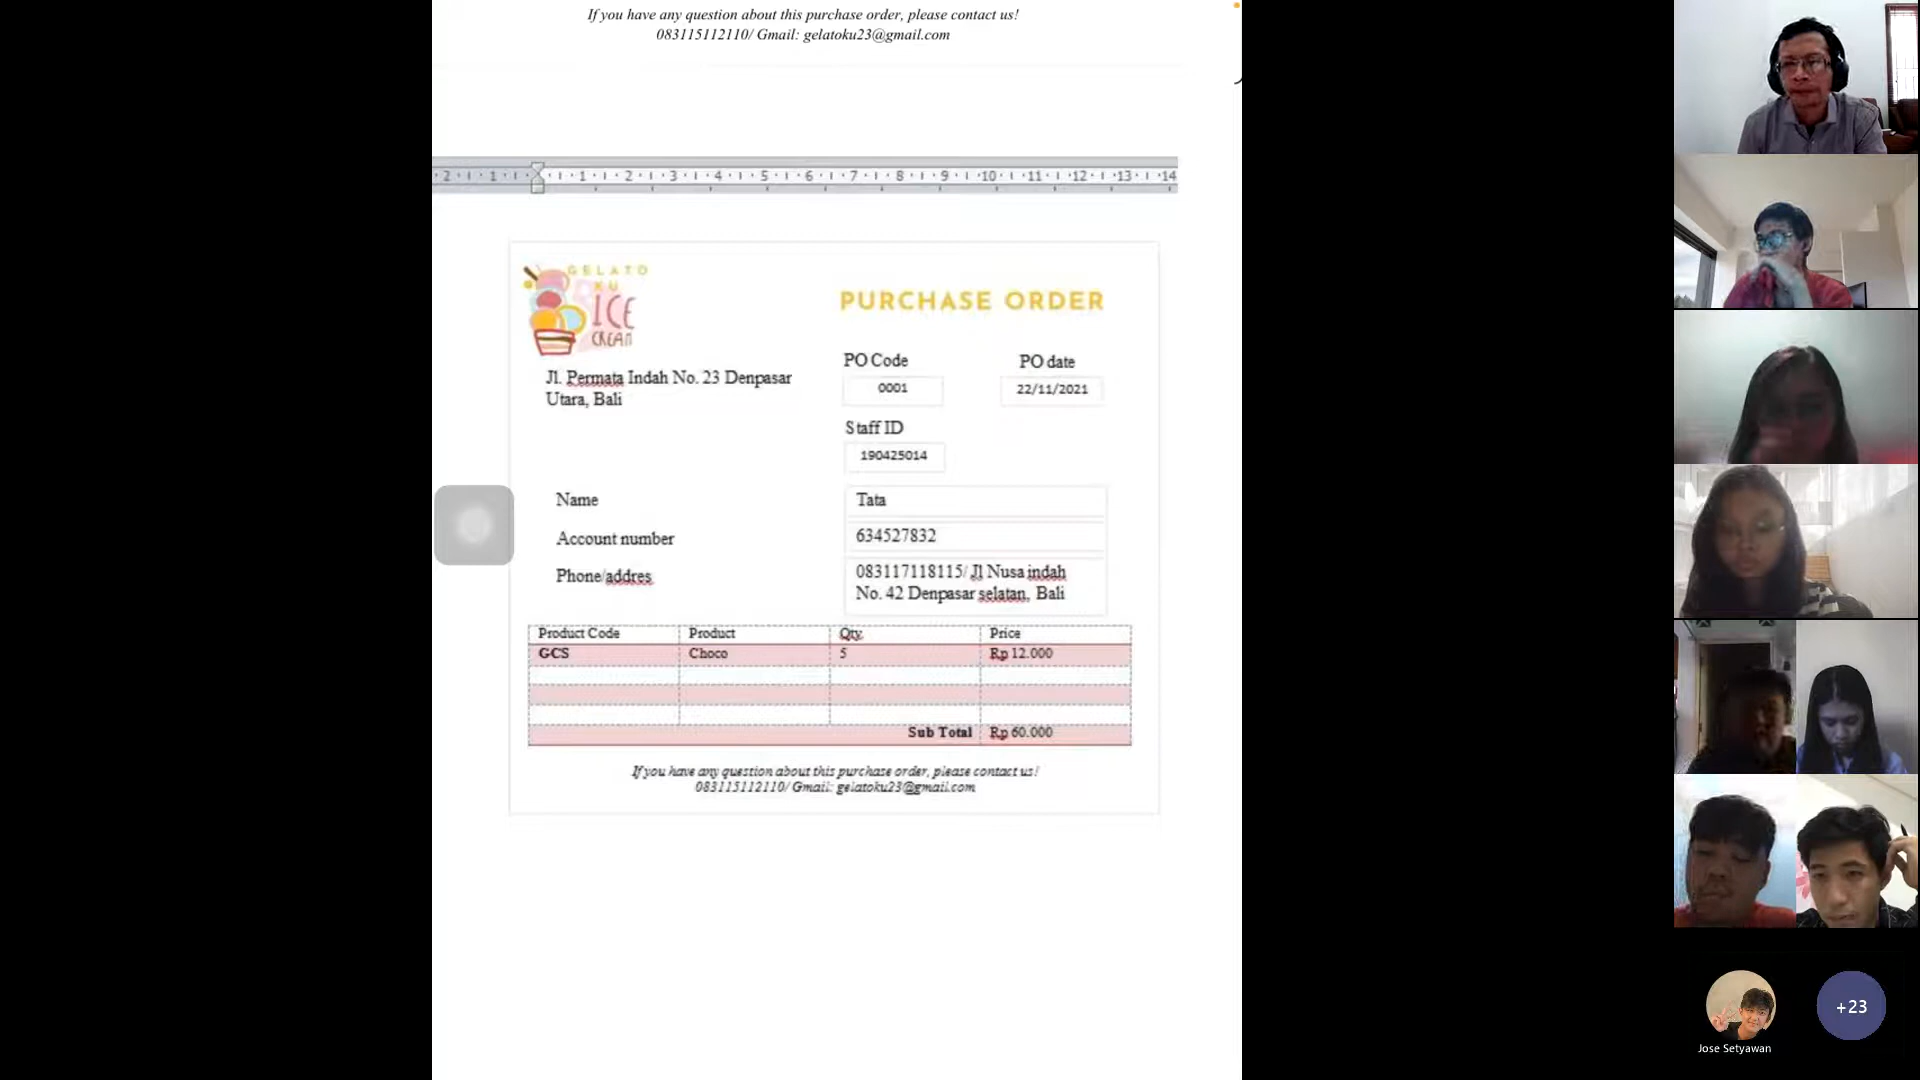 If you have any question about this purchase order, please contact us!
083115112110/ Gmail: gelatoku23@gmail.com
2 1 1 2 3 4 5 6 7 8 9 10 11 12 13 14
GELATO
KU
ICE
CREAM
PURCHASE ORDER
Jl. Permata Indah No. 23 Denpasar
Utara, Bali
PO Code PO date
0001 22/11/2021
Staff ID
190425014
Name Tata
Account number 634527832
Phone/addres 083117118115/ Jl Nusa indah
No. 42 Denpasar selatan, Bali
Product Code Product Qty Price
GCS Choco 5 Rp 12.000
Sub Total Rp 60.000
If you have any question about this purchase order, please contact us!
083115112110/ Gmail: gelatoku23@gmail.com
+23
Jose Setyawan